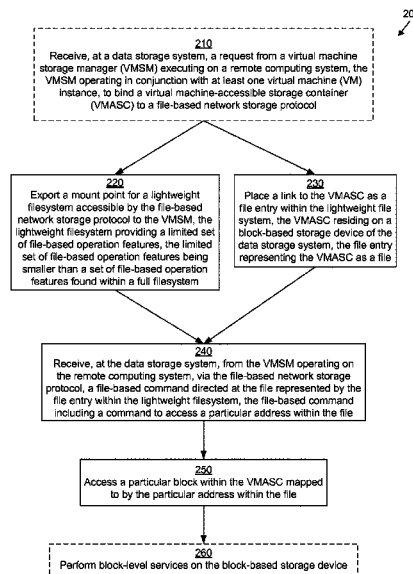 20
210
Receive, at a data storage system, a request from a virtual machine
storage manager (VMSM) executing on a remote computing system, the
VMSM operating in conjunction with at least one virtual machine (VM)
instance, to bind a virtual machine-accessible storage container
(VMASC) to a file-based network storage protocol
220
Export a mount point for a lightweight
filesystem accessible by the file-based
network storage protocol to the VMSM, the
lightweight filesystem providing a limited set
of file-based operation features, the limited
set of file-based operation features being
smaller than a set of file-based operation
features found within a full filesystem
230
Place a link to the VMASC as a
file entry within the lightweight file
system, the VMASC residing on a
block-based storage device of the
data storage system, the file entry
representing the VMASC as a file
240
Receive, at the data storage system, from the VMSM operating on
the remote computing system, via the file-based network storage
protocol, a file-based command directed at the file represented by the
file entry within the lightweight filesystem, the file-based command
including a command to access a particular address within the file
250
Access a particular block within the VMASC mapped
to by the particular address within the file
260
Perform block-level services on the block-based storage device